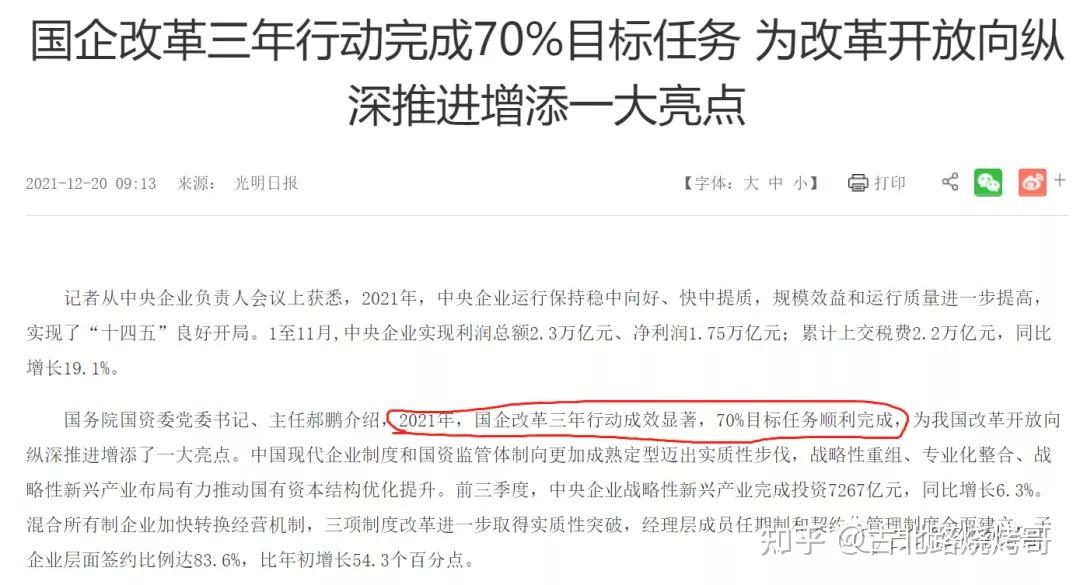 国企改革三年行动完成70%目标任务 为改革开放向纵
深推进增添一大亮点
2021-12-20 09:13 来源： 光明日报 【字体：大 中 小】 打印
记者从中央企业负责人会议上获悉，2021年，中央企业运行保持稳中向好、快中提质，规模效益和运行质量进一步提高，
实现了“十四五”良好开局。1至11月,中央企业实现利润总额2.3万亿元、净利润1.75万亿元；累计上交税费2.2万亿元，同比
增长19.1%。
国务院国资委党委书记、主任郝鹏介绍，2021年，国企改革三年行动成效显著，70%目标任务顺利完成，为我国改革开放向
纵深推进增添了一大亮点。中国现代企业制度和国资监管体制向更加成熟定型迈出实质性步伐，战略性重组、专业化整合、战
略性新兴产业布局有力推动国有资本结构优化提升。前三季度，中央企业战略性新兴产业完成投资7267亿元，同比增长6.3%。
混合所有制企业加快转换经营机制，三项制度改革进一步取得实质性突破，经理层成员任期制和契约化管理制度全面建立，子
企业层面签约比例达83.6%，比年初增长54.3个百分点。
知乎 @古北路烧烤哥